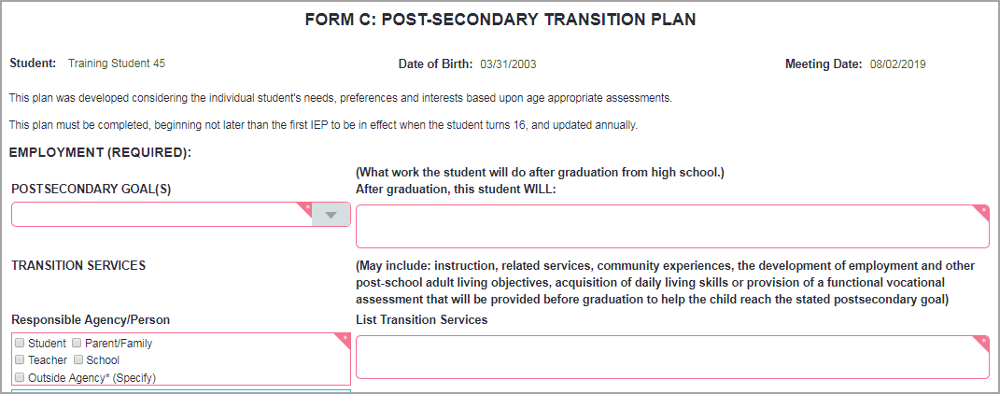 FORM C: POST-SECONDARY TRANSITION PLAN
Student: Training Student 45 Date of Birth: 03/31/2003 Meeting Date: 08/02/2019
This plan was developed considering the individual student's needs, preferences and interests based upon age appropriate assessments.
This plan must be completed, beginning not later than the first IEP to be in effect when the student turns 16, and updated annually.
EMPLOYMENT (REQUIRED):
(What work the student will do after graduation from high school.)
POSTSECONDARY GOAL(S) After graduation, this student WILL:
*
*
TRANSITION SERVICES (May include: instruction, related services, community experiences, the development of employment and other
post-school adult living objectives, acquisition of daily living skills or provision of a functional vocational
assessment that will be provided before graduation to help the child reach the stated postsecondary goal)
Responsible Agency/Person List Transition Services
*
*
Student Parent/Family
Teacher School
Outside Agency* (Specify)